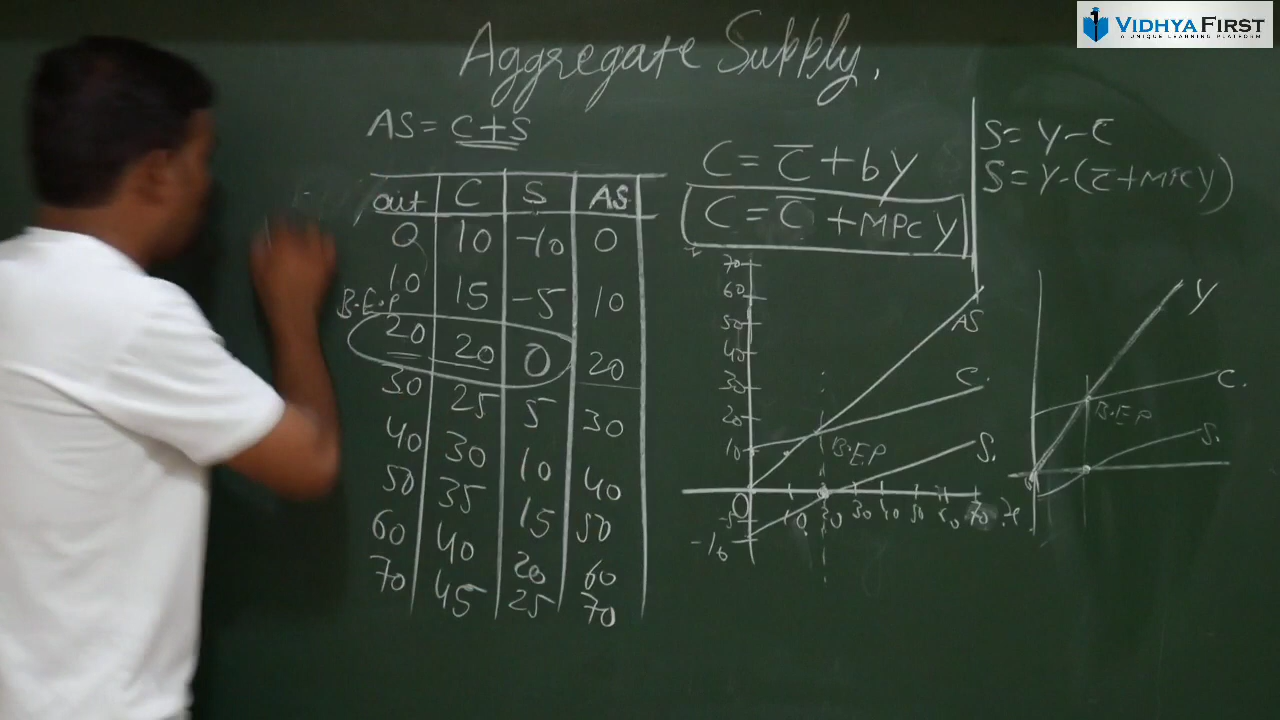 VIDHYA FIRST
A UNIQUE LEARNING PLATFORM
Aggregate Supply.
AS = C + S
out C S AS
0 10 -10 0
10 15 -5 10
B.E.P
20 20 0 20
30 25 5 30
40 30 10 40
50 35 15 50
60 40 20 60
70 45 25 70
C = C̅ + bY
C = C̅ + MPC Y
S = Y - C̅
S = Y - (C̅ + MPC Y)
70
60
50
40
30
20
10
0
-5
-10
10 20 30 40 50 60 70
AS
C.
B.E.P
S.
Y
C.
B.E.P
S.